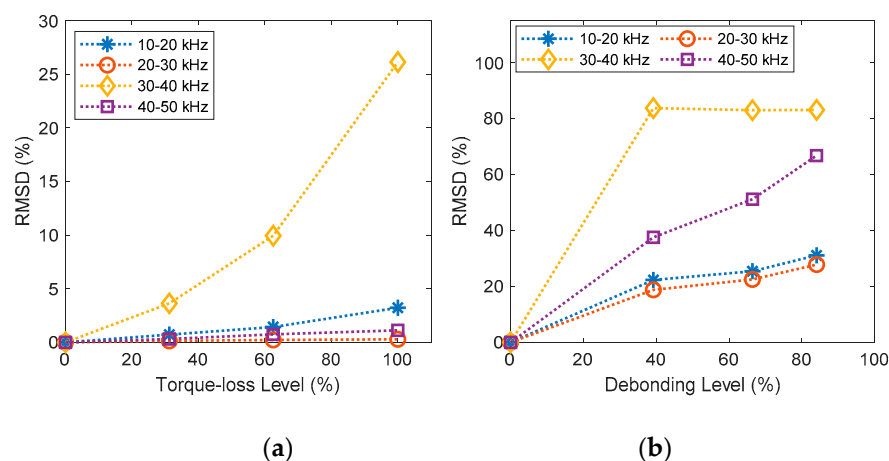 30
25
20
15
10
5
0
RMSD (%)
10-20 kHz
20-30 kHz
30-40 kHz
40-50 kHz
0 20 40 60 80 100
Torque-loss Level (%)
(a)
100
80
60
40
20
0
RMSD (%)
10-20 kHz 20-30 kHz
30-40 kHz 40-50 kHz
0 20 40 60 80 100
Debonding Level (%)
(b)